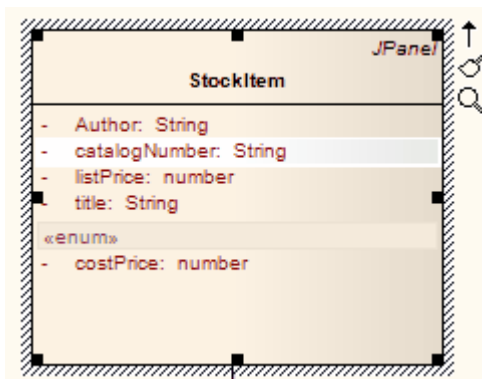 JPanel
StockItem
- Author: String
- catalogNumber: String
- listPrice: number
- title: String
«enum»
- costPrice: number